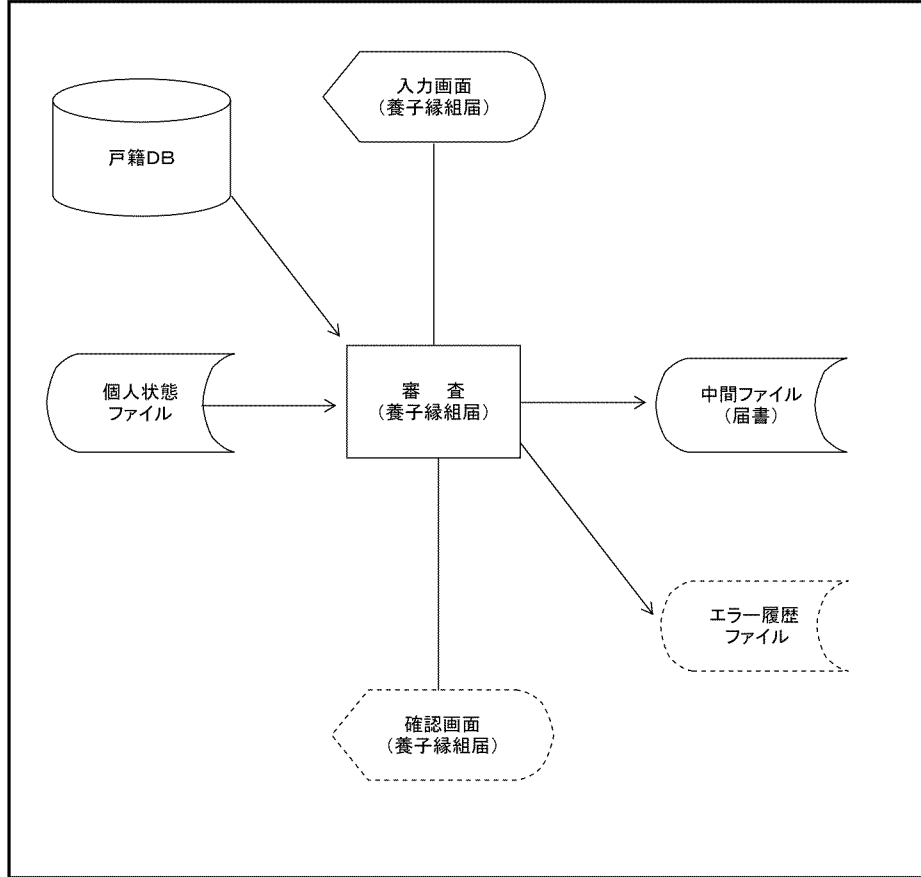 入力画面
（養子縁組届）
戸籍ＤＢ
個人状態
ファイル
審　査
（養子縁組届）
中間ファイル
（届書）
エラー履歴
ファイル
確認画面
（養子縁組届）